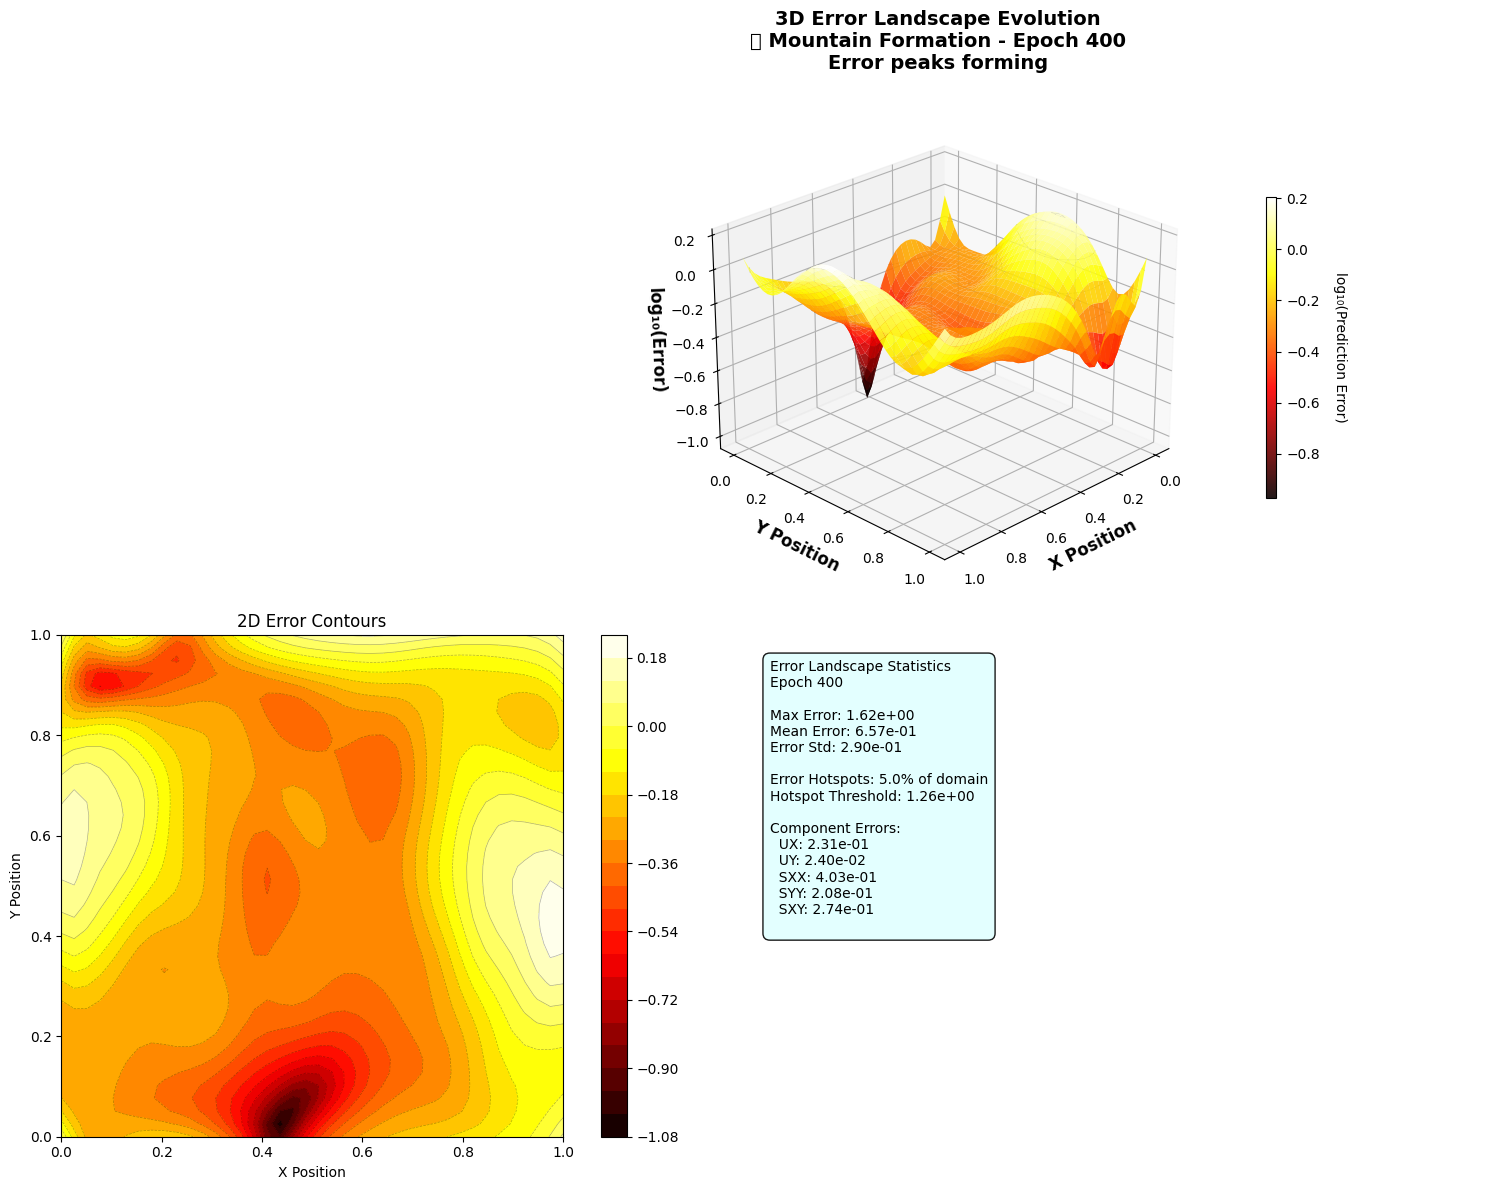 3D Error Landscape Evolution
▯ Mountain Formation - Epoch 400
Error peaks forming
log₁₀(Error)
0.2
0.0
−0.2
−0.4
−0.6
−0.8
−1.0
0.0
0.2
0.4
0.6
0.8
1.0
Y Position
0.0
0.2
0.4
0.6
0.8
1.0
X Position
0.2
0.0
−0.2
−0.4
−0.6
−0.8
log₁₀(Prediction Error)
2D Error Contours
1.0
0.8
0.6
0.4
0.2
0.0
Y Position
0.0
0.2
0.4
0.6
0.8
1.0
X Position
0.18
0.00
−0.18
−0.36
−0.54
−0.72
−0.90
−1.08
Error Landscape Statistics
Epoch 400
Max Error: 1.62e+00
Mean Error: 6.57e-01
Error Std: 2.90e-01
Error Hotspots: 5.0% of domain
Hotspot Threshold: 1.26e+00
Component Errors:
UX: 2.31e-01
UY: 2.40e-02
SXX: 4.03e-01
SYY: 2.08e-01
SXY: 2.74e-01